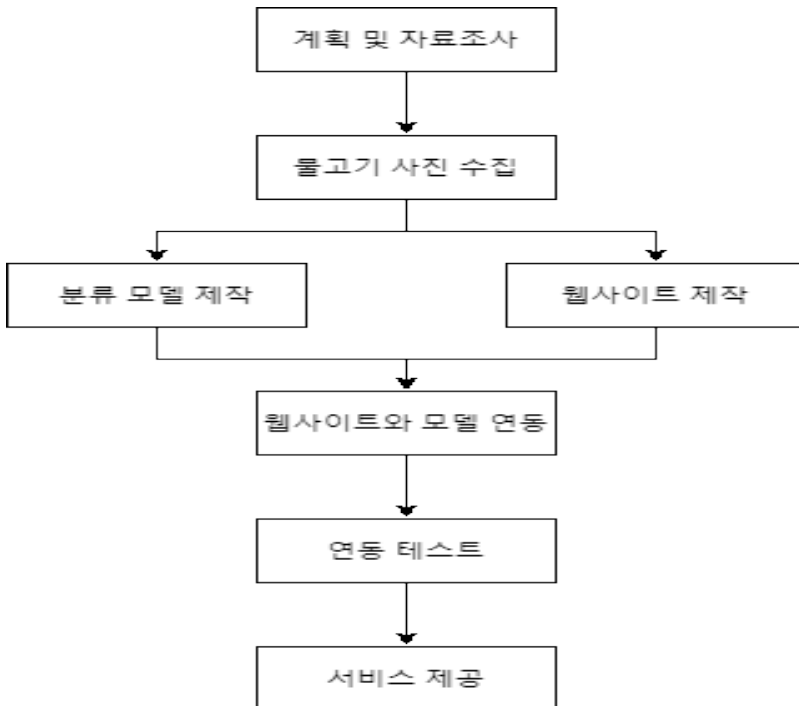 계획 및 자료조사
물고기 사진 수집
분류 모델 제작
웹사이트 제작
웹사이트와 모델 연동
연동 테스트
서비스 제공